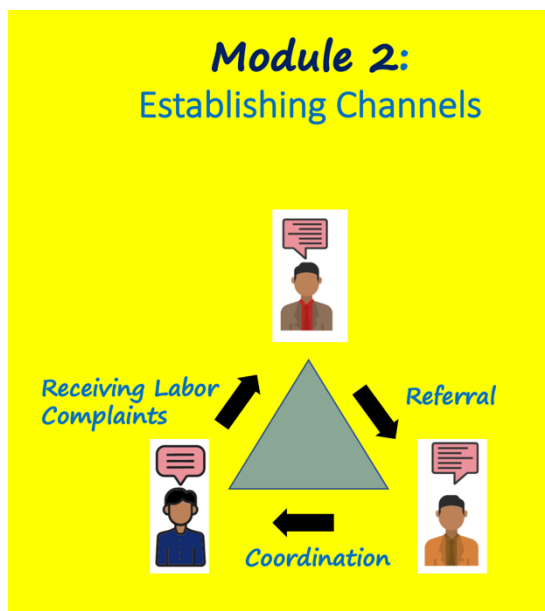 Module 2:
Establishing Channels
Receiving Labor
Complaints
Referral
Coordination